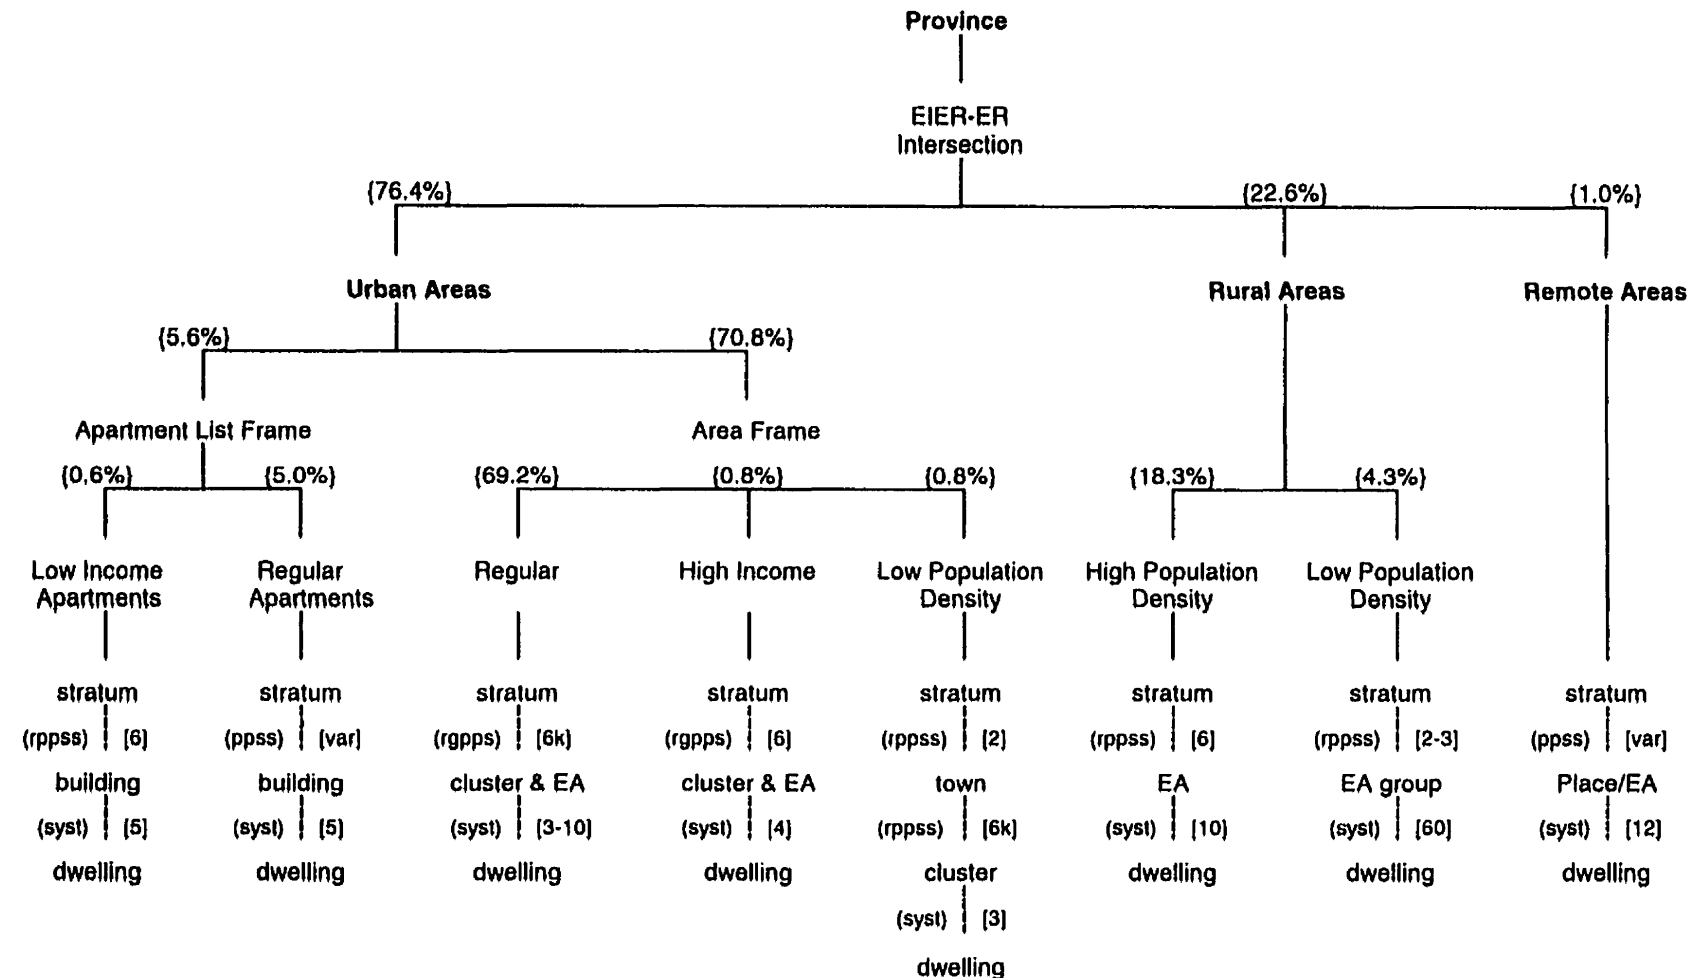 Province
EIER-ER
Intersection
{76.4%} {22.6%} {1.0%}
Urban Areas Rural Areas Remote Areas
{5.6%} {70.8%}
Apartment List Frame Area Frame
{0.6%} {5.0%} {69.2%} {0.8%} {0.8%} {18.3%} {4.3%}
Low Income Regular Regular High Income Low Population High Population Low Population
Apartments Apartments Density Density Density
stratum stratum stratum stratum stratum stratum stratum stratum
(rppss) [6] (ppss) [var] (rgpps) [6k] (rgpps) [6] (rppss) [2] (rppss) [6] (rppss) [2-3] (ppss) [var]
building building cluster & EA cluster & EA town EA EA group Place/EA
(syst) [5] (syst) [5] (syst) [3-10] (syst) [4] (rppss) [6k] (syst) [10] (syst) [60] (syst) [12]
dwelling dwelling dwelling dwelling cluster dwelling dwelling dwelling
(syst) [3]
dwelling